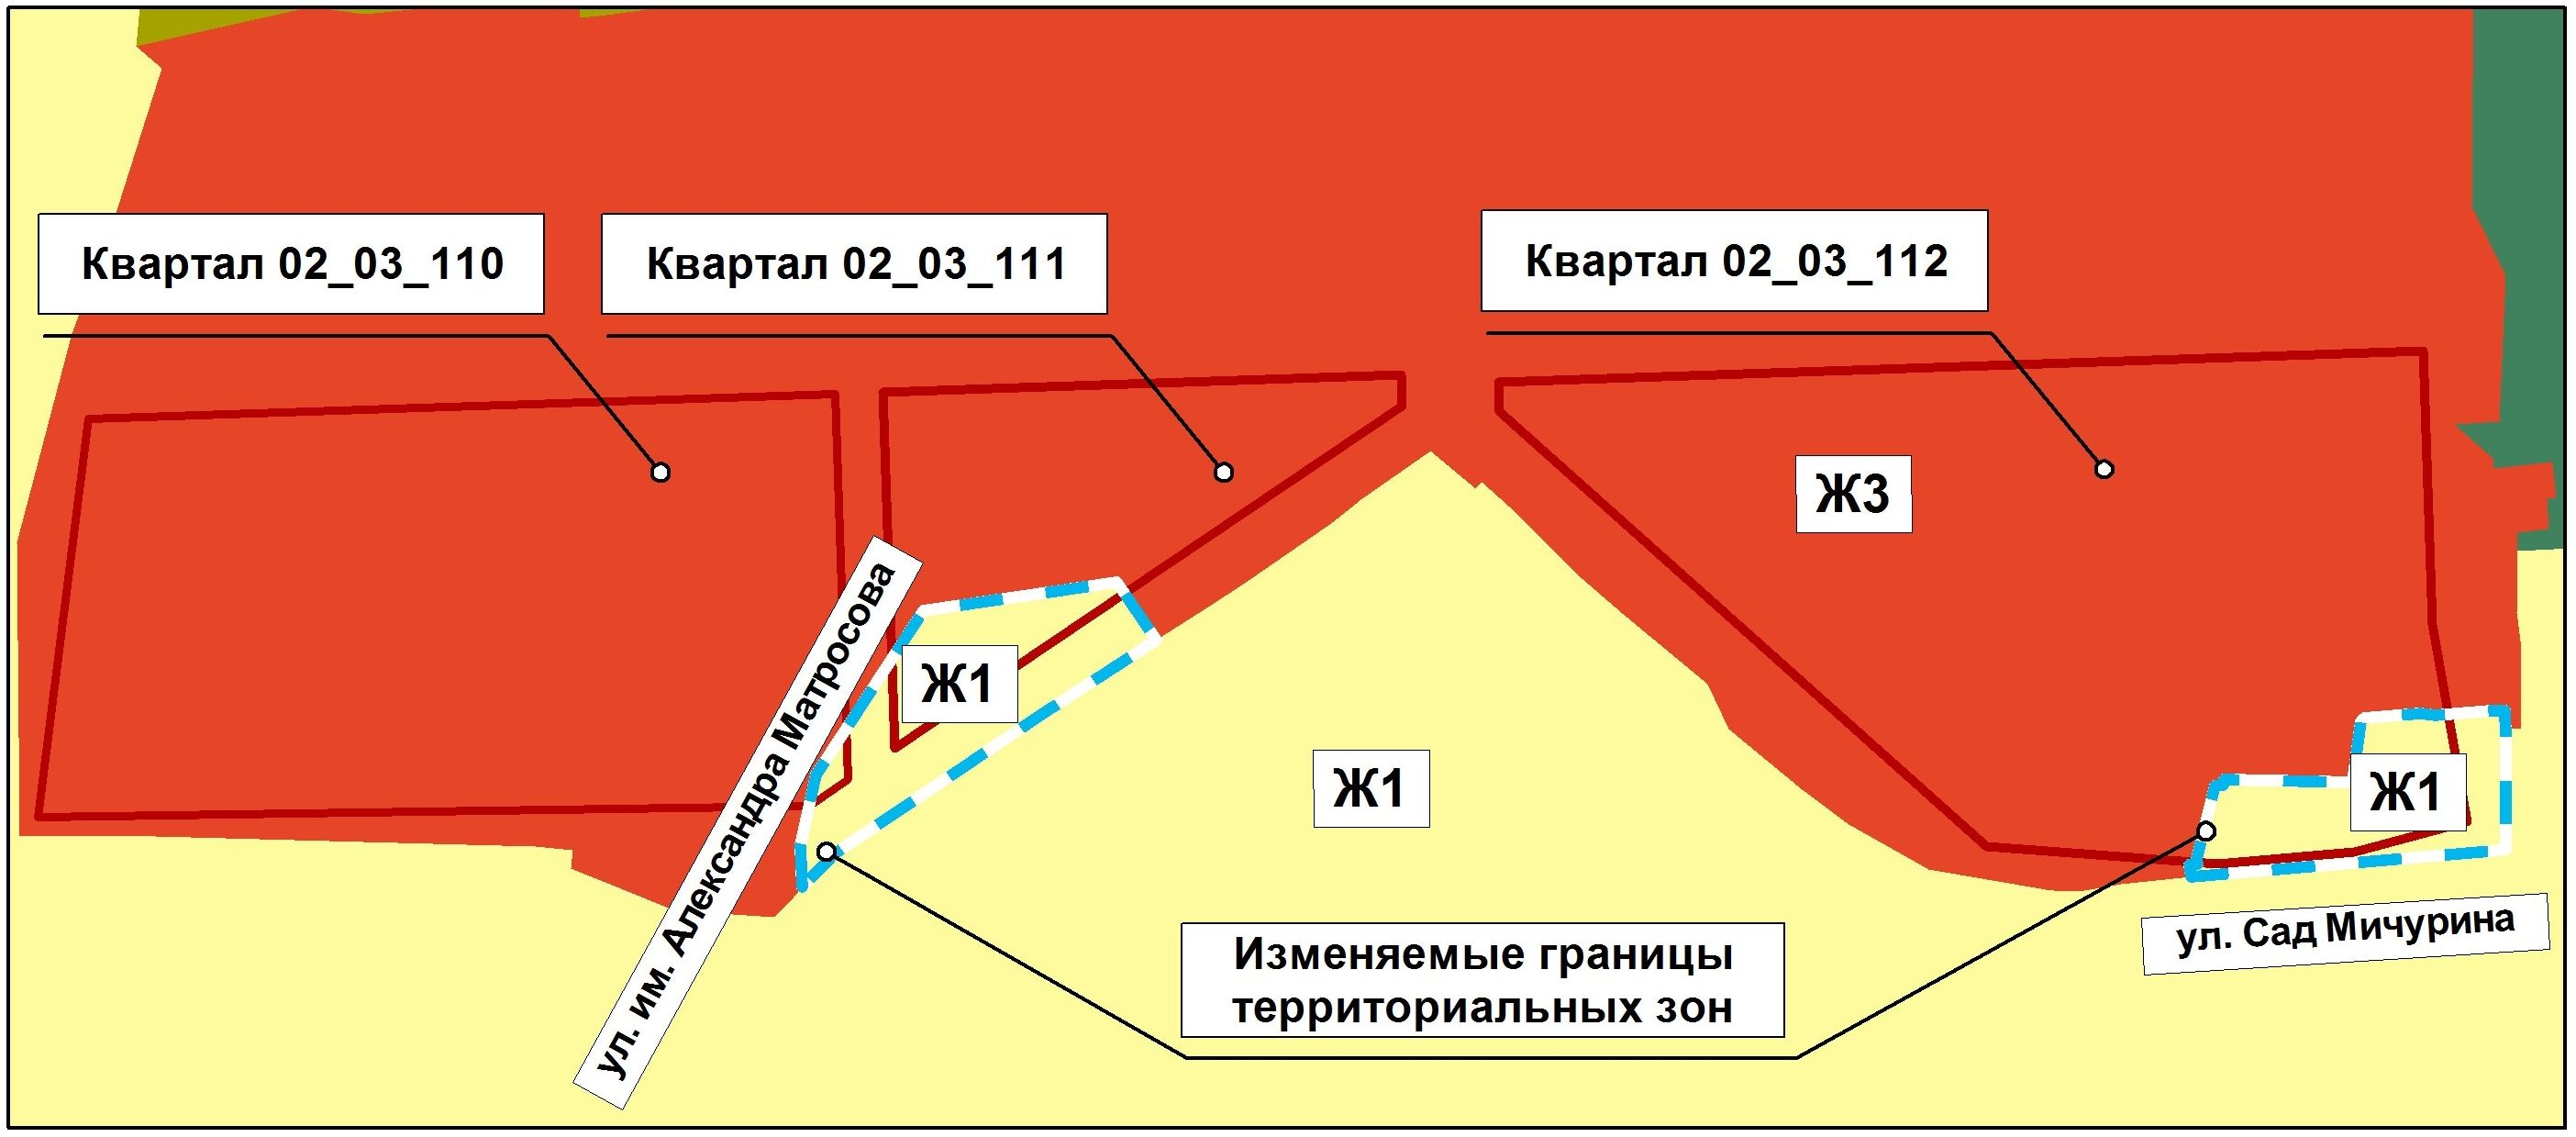 Квартал 02_03_110
Квартал 02_03_111
Квартал 02_03_112
Ж3
ул. им. Александра Матросова
Ж1
Ж1
Ж1
Изменяемые границы
территориальных зон
ул. Сад Мичурина